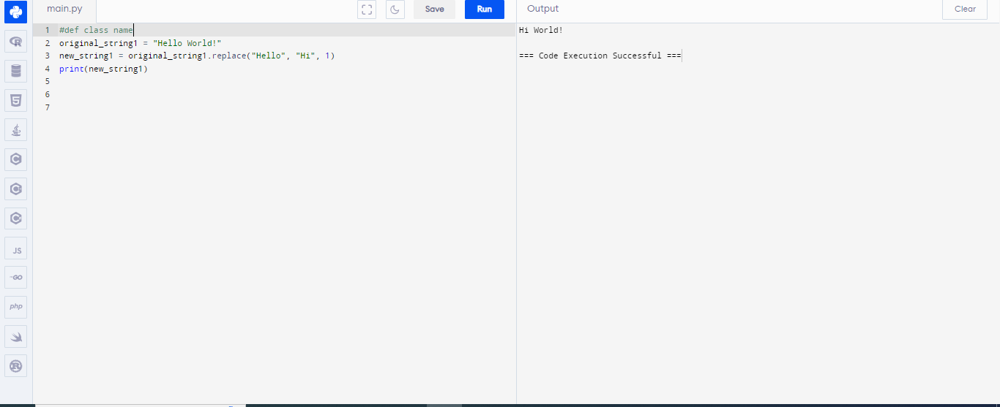 main.py
Save
Run
Output
Clear
1 #def class name
2 original_string1 = "Hello World!"
3 new_string1 = original_string1.replace("Hello", "Hi", 1)
4 print(new_string1)
5
6
7
Hi World!
=== Code Execution Successful ===
R
5
C
C
C
JS
GO
php
R